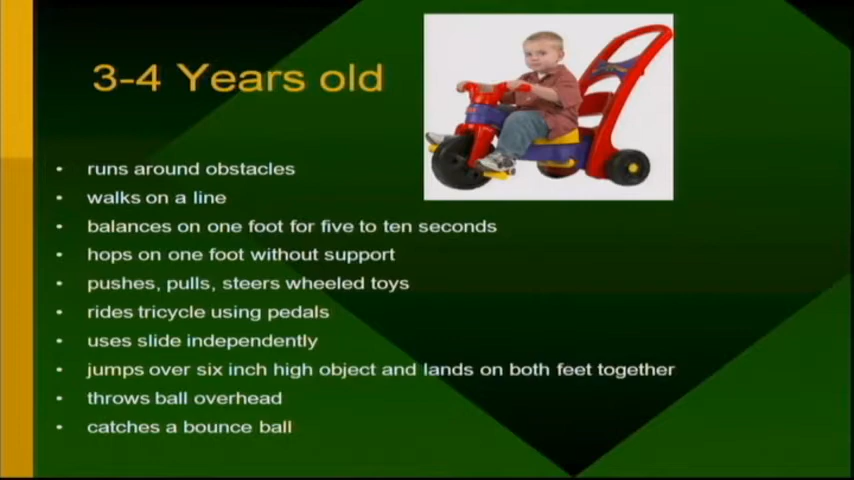 3-4 Years old
• runs around obstacles
• walks on a line
• balances on one foot for five to ten seconds
• hops on one foot without support
• pushes, pulls, steers wheeled toys
• rides tricycle using pedals
• uses slide independently
• jumps over six inch high object and lands on both feet together
• throws ball overhead
• catches a bounce ball